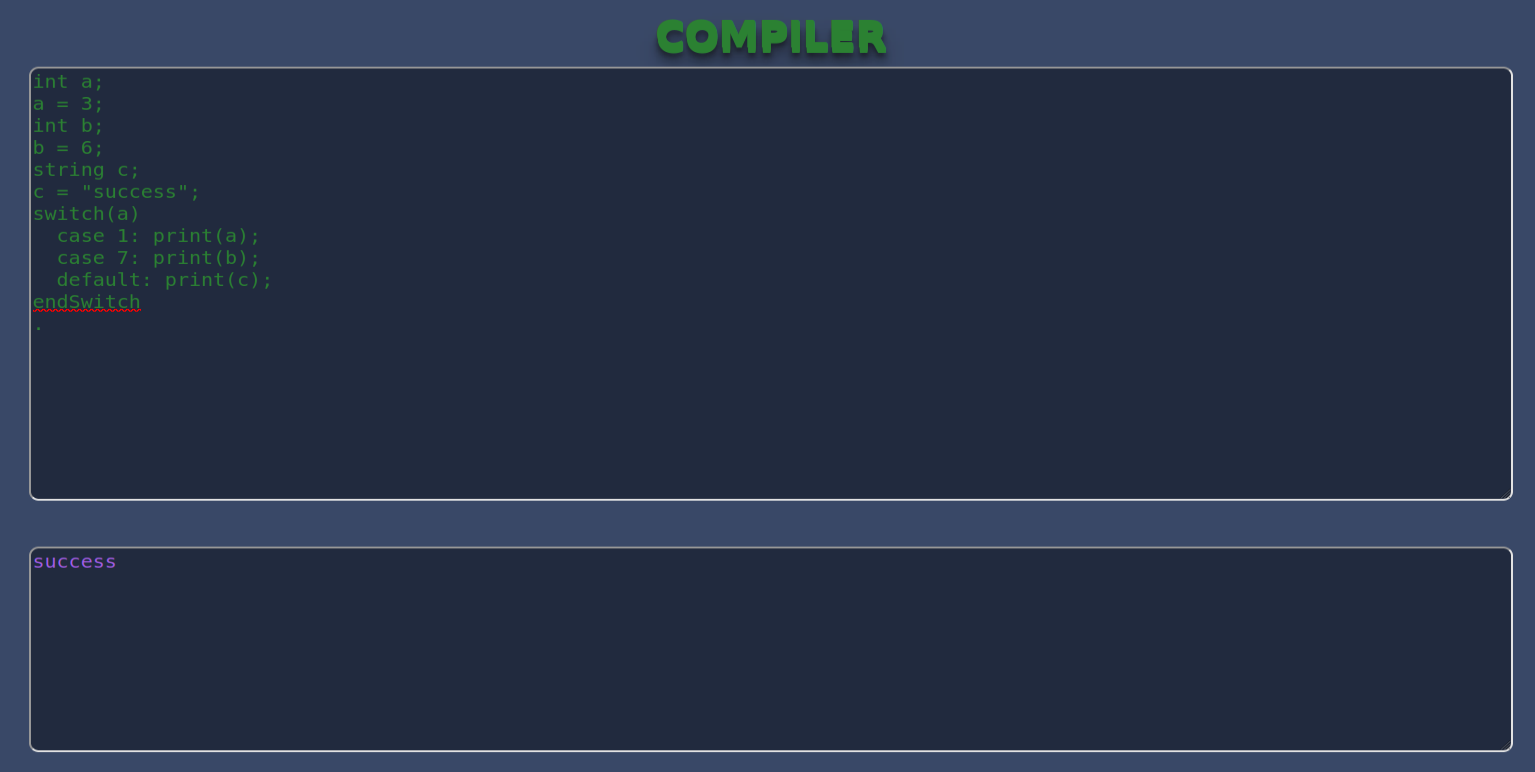 COMPILER
int a;
a = 3;
int b;
b = 6;
string c;
c = "success";
switch(a)
  case 1: print(a);
  case 7: print(b);
  default: print(c);
endSwitch
.
success